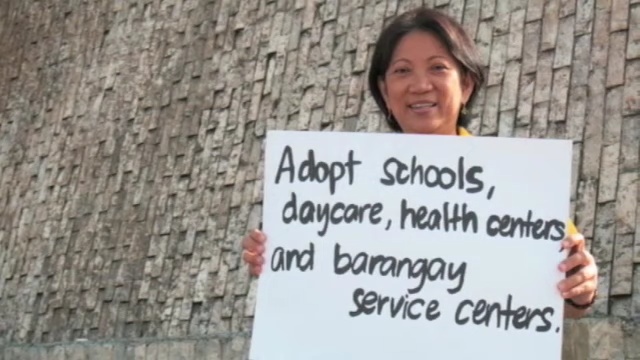 Adopt schools,
daycare, health centers,
and barangay
service centers.